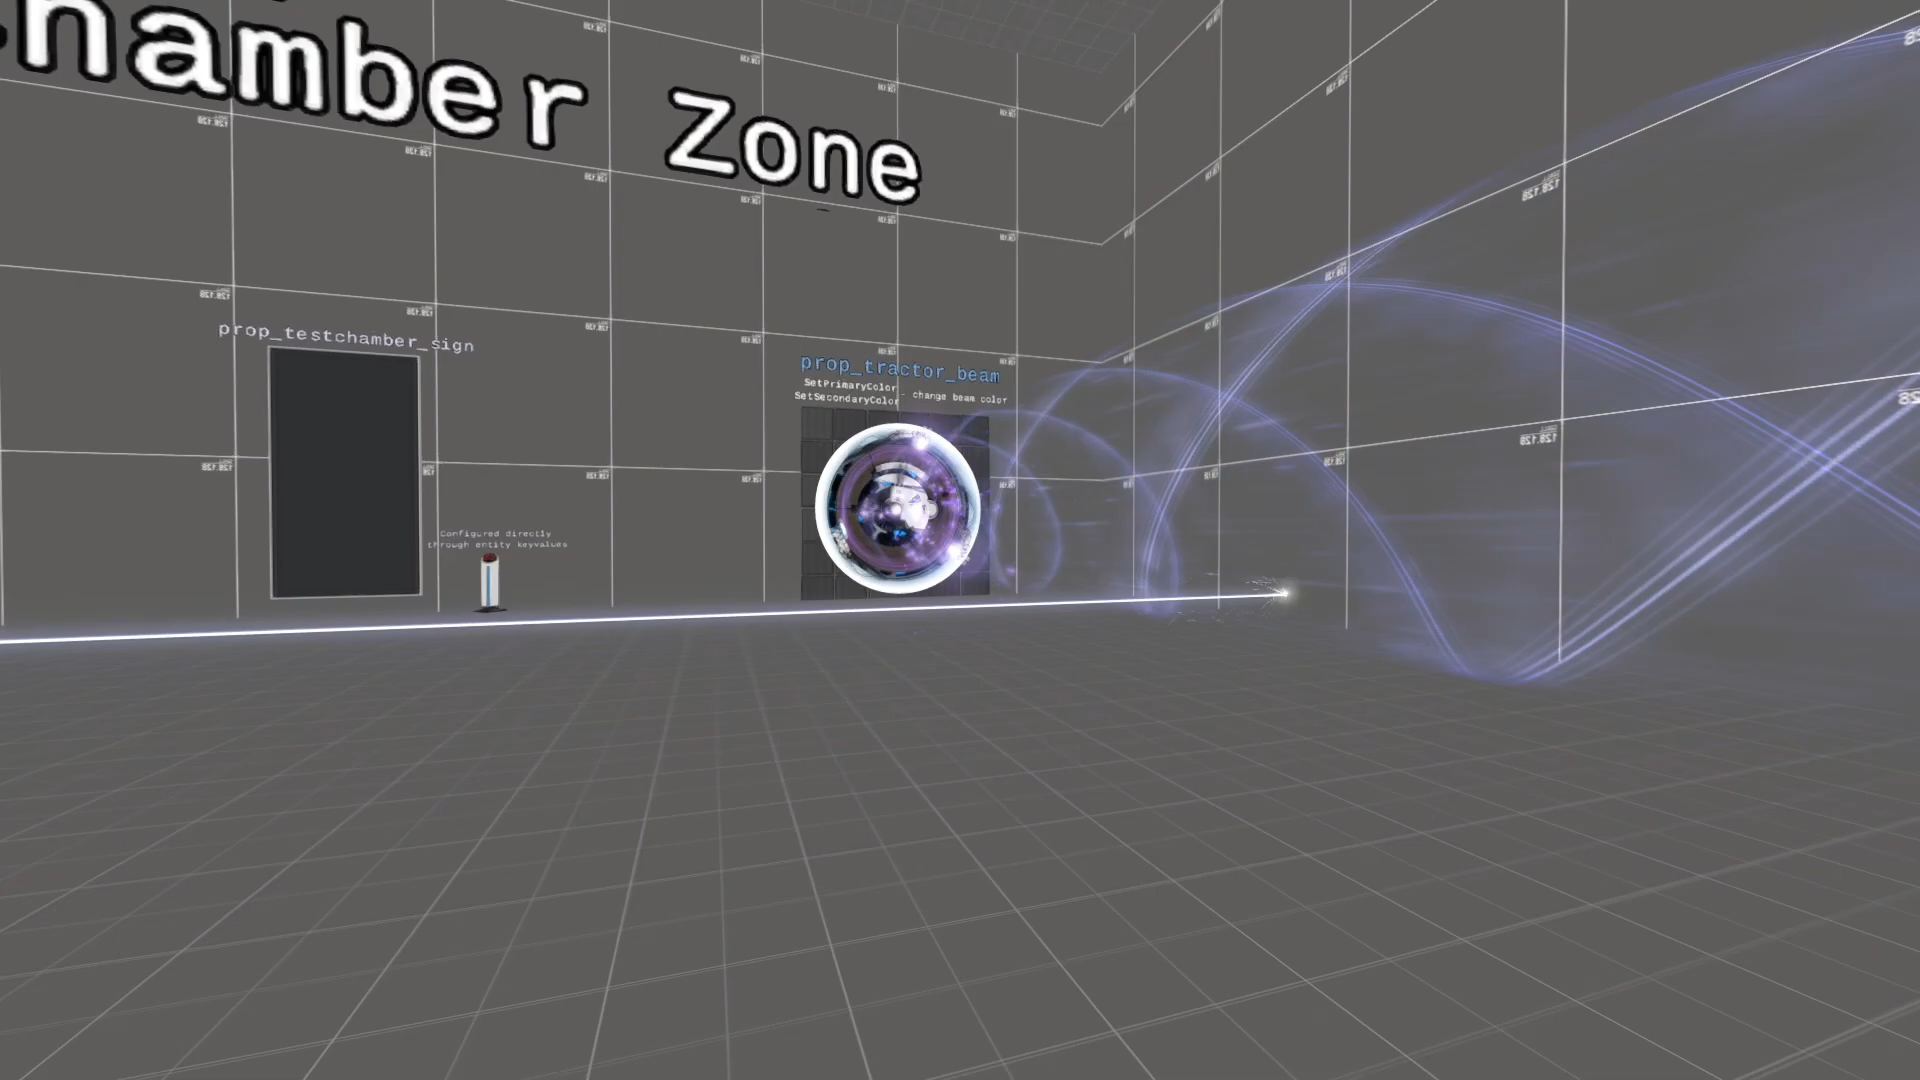 hamber Zone
prop_testchamber_sign
prop_tractor_beam
SetPrimaryColor
SetSecondaryColor - change beam color
Configured directly
through entity keyvalues